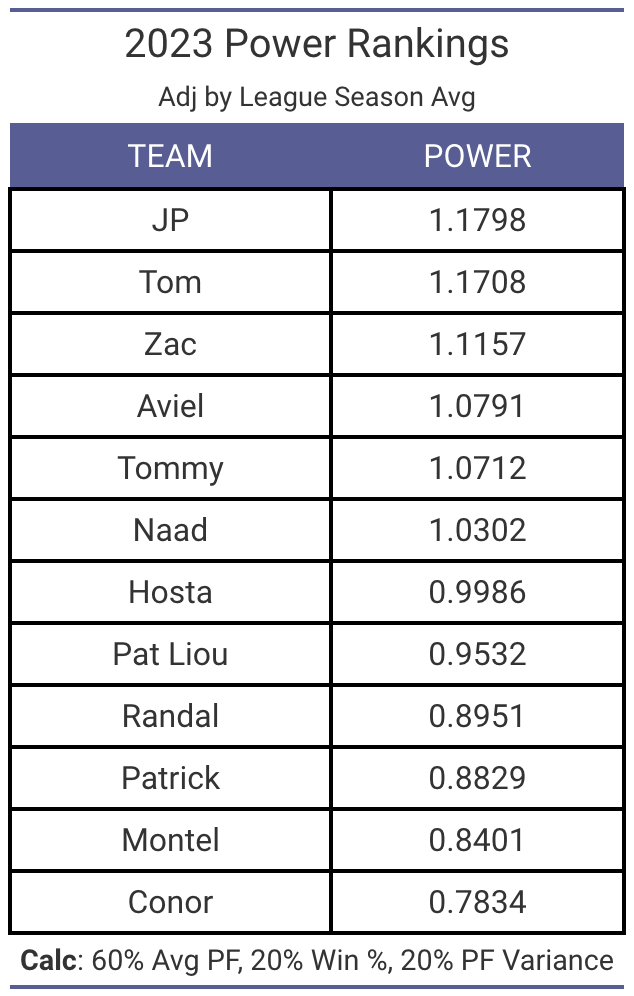 2023 Power Rankings
Adj by League Season Avg
TEAM POWER
JP 1.1798
Tom 1.1708
Zac 1.1157
Aviel 1.0791
Tommy 1.0712
Naad 1.0302
Hosta 0.9986
Pat Liou 0.9532
Randal 0.8951
Patrick 0.8829
Montel 0.8401
Conor 0.7834
Calc: 60% Avg PF, 20% Win %, 20% PF Variance